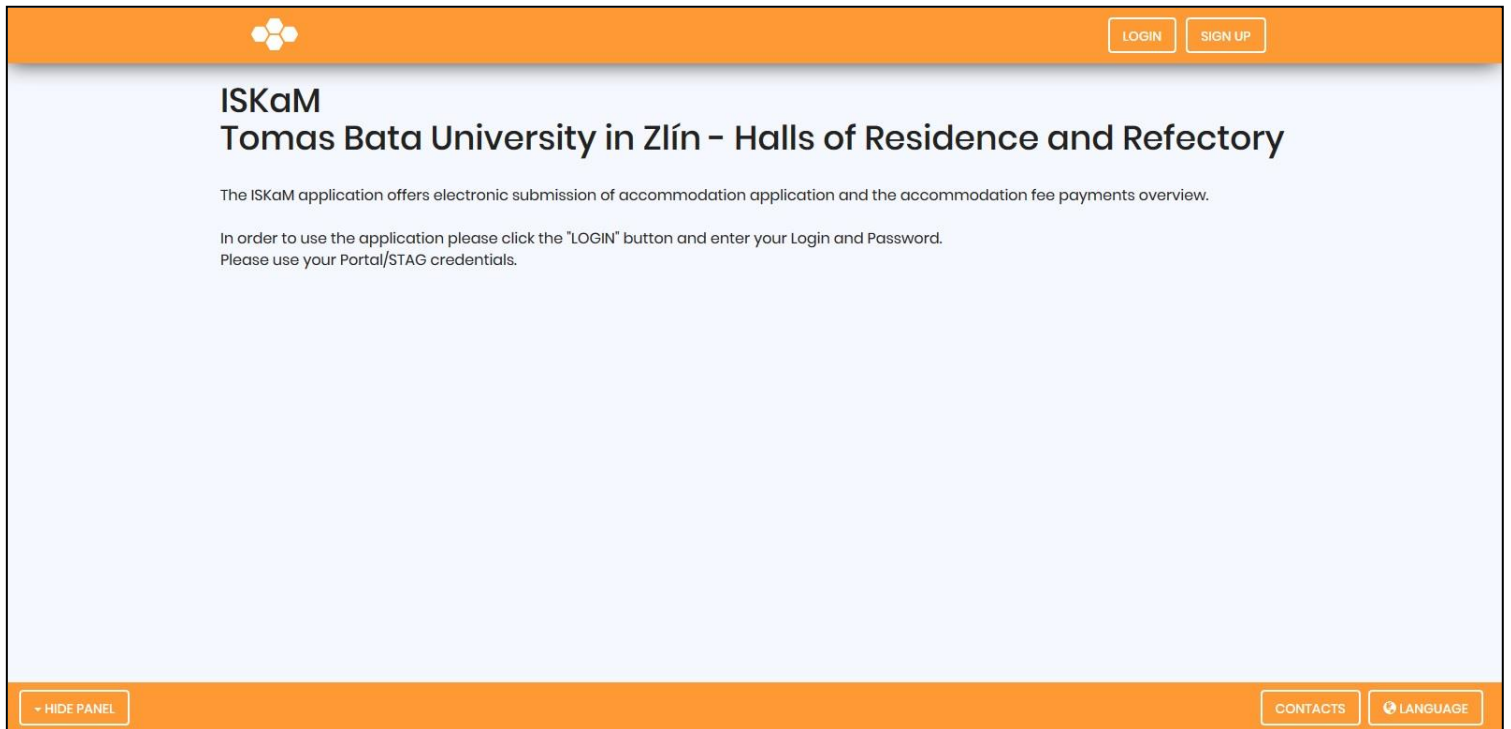 LOGIN SIGN UP
ISKaM
Tomas Bata University in Zlín - Halls of Residence and Refectory
The ISKaM application offers electronic submission of accommodation application and the accommodation fee payments overview.
In order to use the application please click the "LOGIN" button and enter your Login and Password.
Please use your Portal/STAG credentials.
HIDE PANEL CONTACTS LANGUAGE